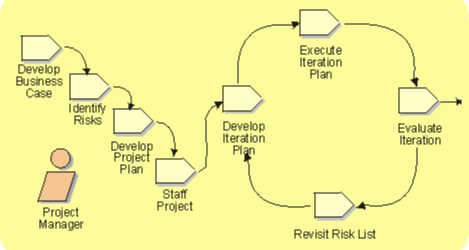 Develop
Business
Case
Identify
Risks
Develop
Project
Plan
Staff
Project
Develop
Iteration
Plan
Execute
Iteration
Plan
Evaluate
Iteration
Revisit Risk List
Project
Manager